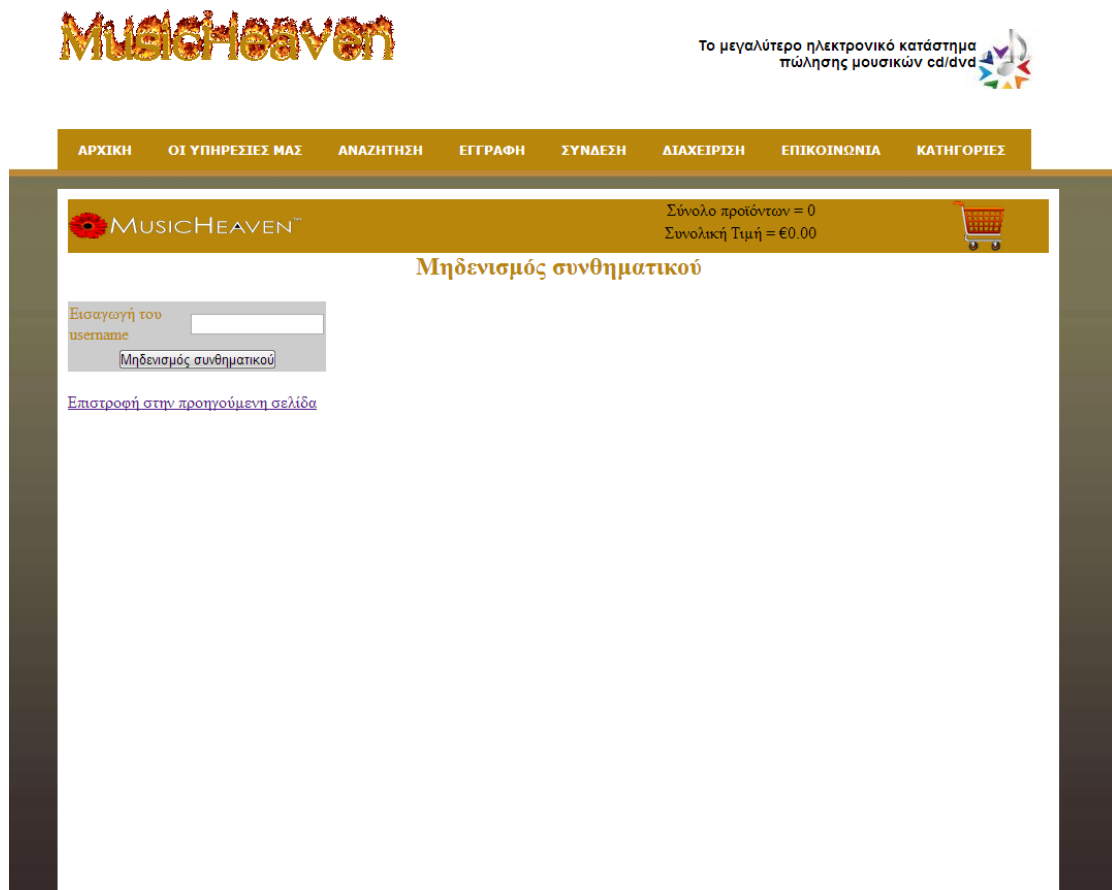 MusicHeaven
Το μεγαλύτερο ηλεκτρονικό κατάστημα
πώλησης μουσικών cd/dvd
ΑΡΧΙΚΗ ΟΙ ΥΠΗΡΕΣΙΕΣ ΜΑΣ ΑΝΑΖΗΤΗΣΗ ΕΓΓΡΑΦΗ ΣΥΝΔΕΣΗ ΔΙΑΧΕΙΡΙΣΗ ΕΠΙΚΟΙΝΩΝΙΑ ΚΑΤΗΓΟΡΙΕΣ
MUSICHEAVEN™
Σύνολο προϊόντων = 0
Συνολική Τιμή = €0.00
Μηδενισμός συνθηματικού
Εισαγωγή του
username
Μηδενισμός συνθηματικού
Επιστροφή στην προηγούμενη σελίδα